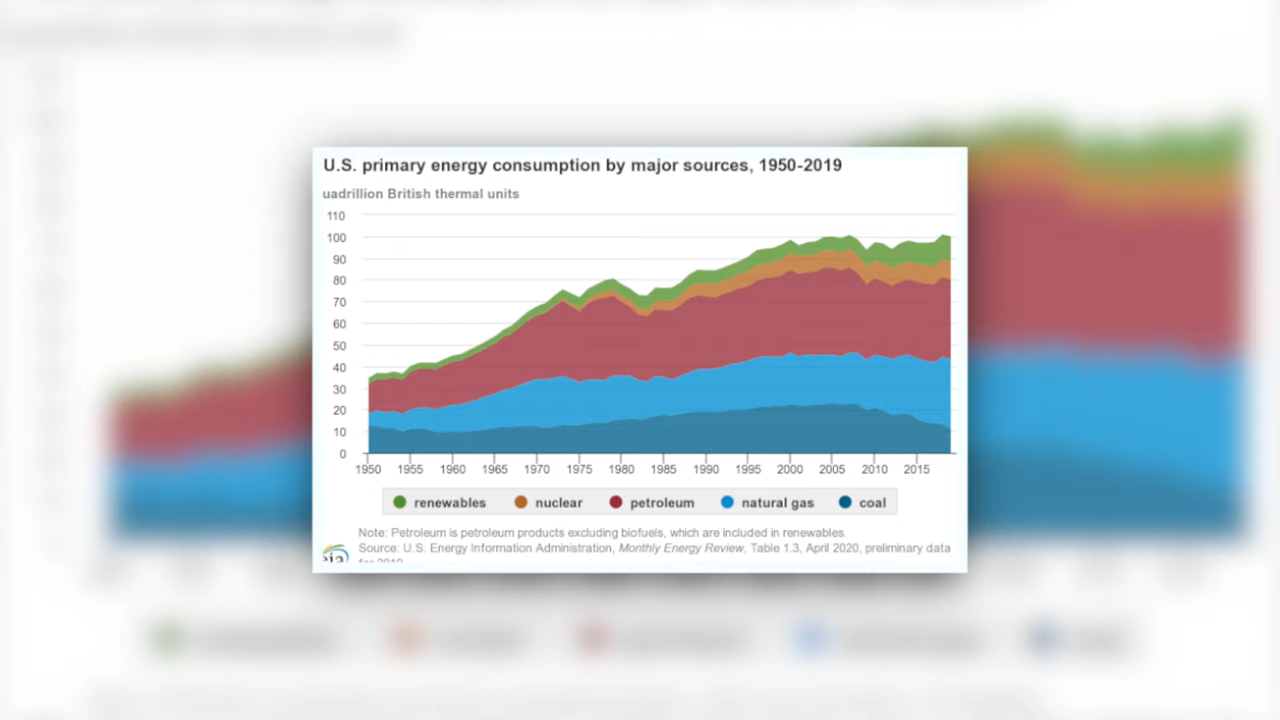 U.S. primary energy consumption by major sources, 1950-2019
uadrillion British thermal units
110
100
90
80
70
60
50
40
30
20
10
0
1950 1955 1960 1965 1970 1975 1980 1985 1990 1995 2000 2005 2010 2015
renewables nuclear petroleum natural gas coal
Note: Petroleum is petroleum products excluding biofuels, which are included in renewables.
Source: U.S. Energy Information Administration, Monthly Energy Review, Table 1.3, April 2020, preliminary data
for 2019
eia